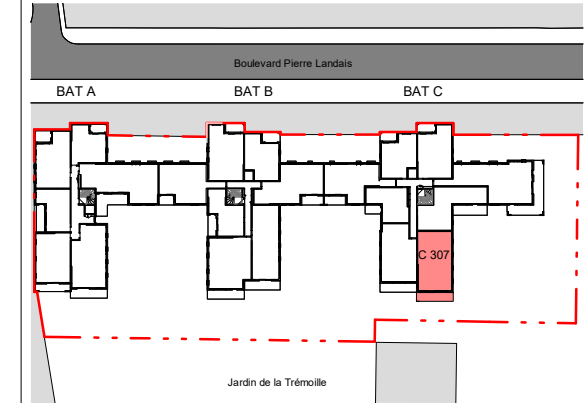 Boulevard Pierre Landais
BAT A BAT B BAT C
C 307
Jardin de la Trémoille